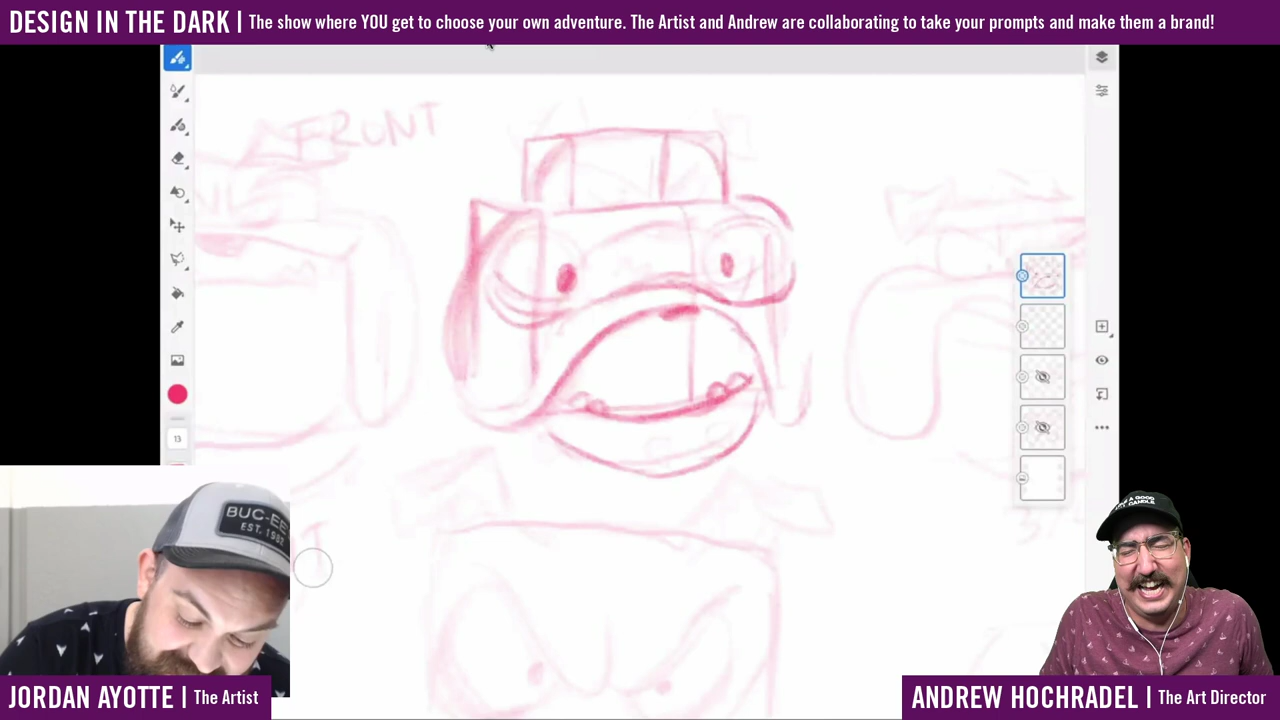 DESIGN IN THE DARK | The show where YOU get to choose your own adventure. The Artist and Andrew are collaborating to take your prompts and make them a brand!
FRONT
13
BUC-EE
EST. 1982
JORDAN AYOTTE | The Artist
ANDREW HOCHRADEL | The Art Director